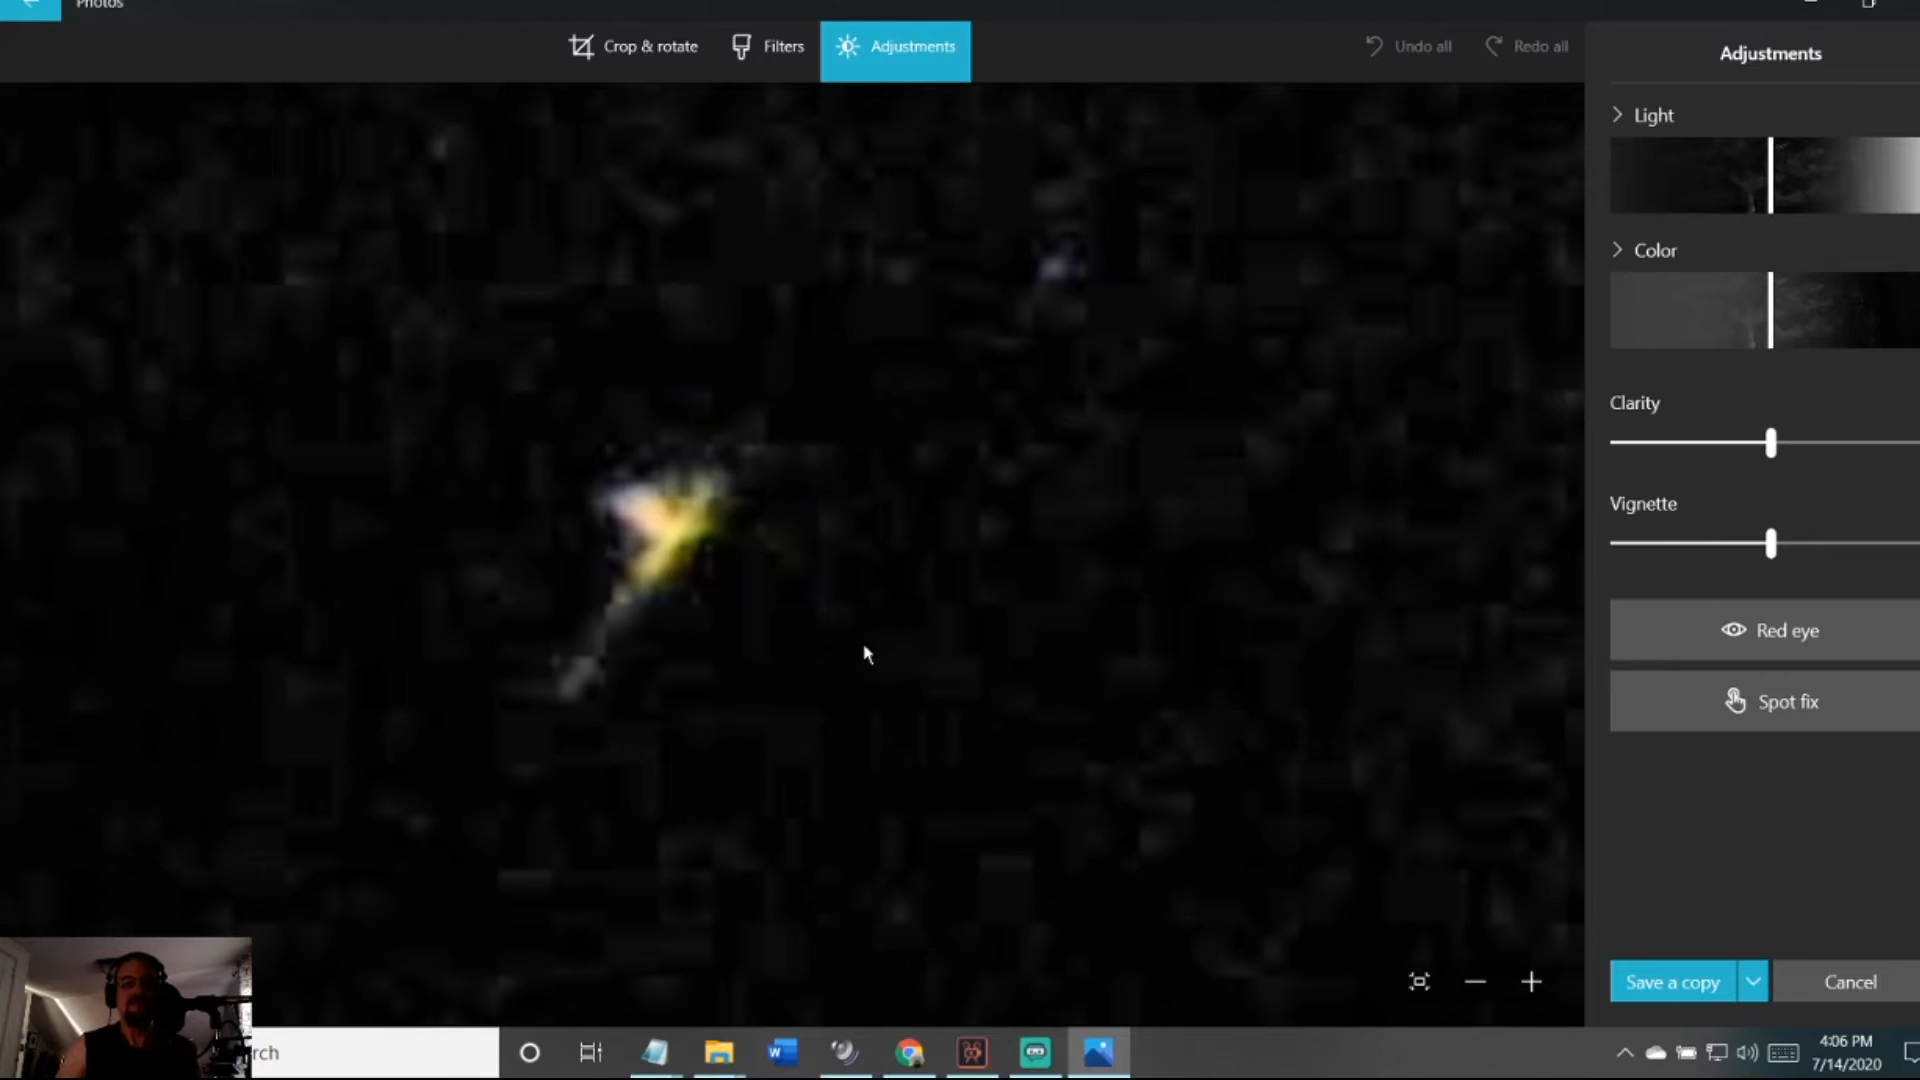 Photos
Crop & rotate
Filters
Adjustments
Undo all
Redo all
Adjustments
Light
Color
Clarity
Vignette
Red eye
Spot fix
Save a copy
Cancel
rch
4:06 PM
7/14/2020